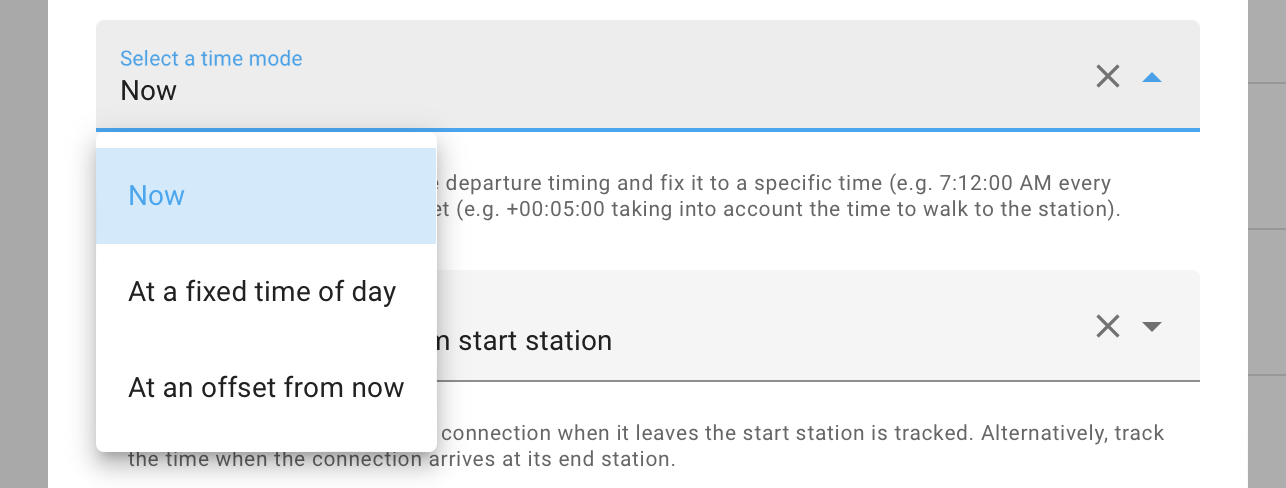 Select a time mode
Now
Now
At a fixed time of day
At an offset from now
departure timing and fix it to a specific time (e.g. 7:12:00 AM every
(e.g. +00:05:00 taking into account the time to walk to the station).
start station
connection when it leaves the start station is tracked. Alternatively, track
the time when the connection arrives at its end station.